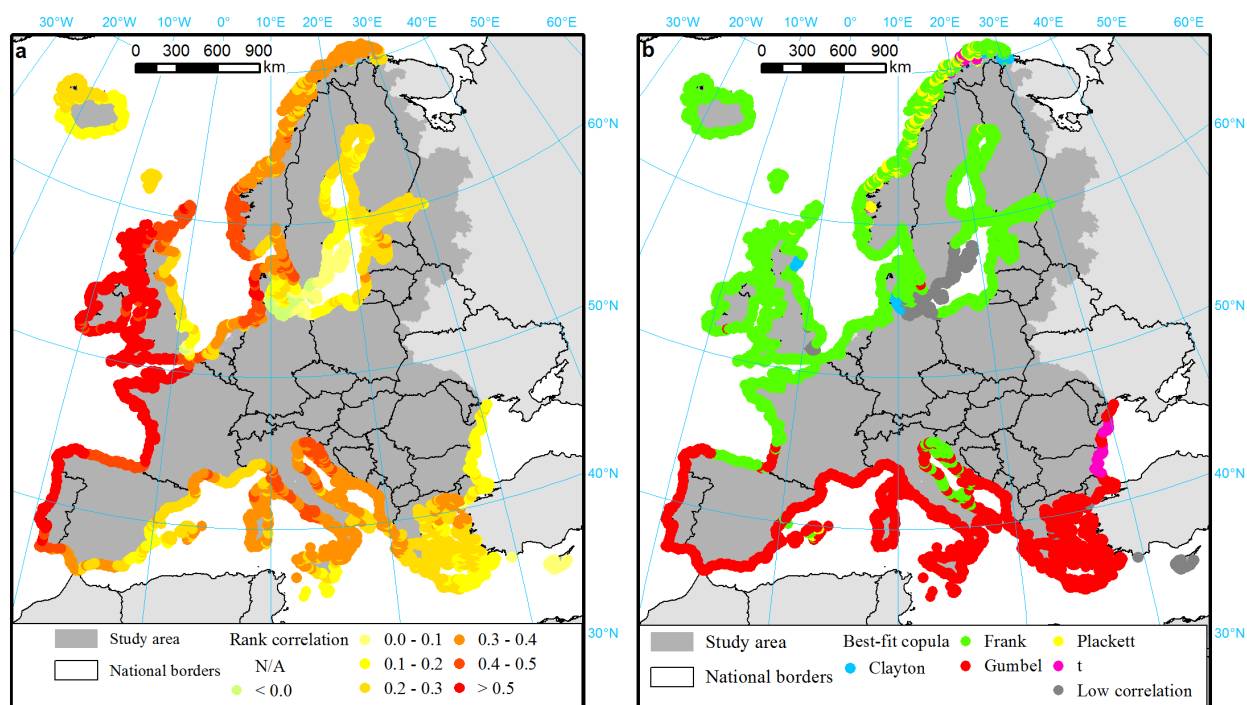 30°W 20°W 10°W 0° 10°E 20°E 30°E 40°E 50°E 60°E
a
0 300 600 900
km
60°N
50°N
40°N
30°N
Study area
National borders
Rank correlation
N/A
< 0.0
0.0 - 0.1
0.1 - 0.2
0.2 - 0.3
0.3 - 0.4
0.4 - 0.5
> 0.5
30°W 20°W 10°W 0° 10°E 20°E 30°E 40°E 50°E 60°E
b
0 300 600 900
km
60°N
50°N
40°N
30°N
Study area
National borders
Best-fit copula
Clayton
Frank
Gumbel
Plackett
t
Low correlation